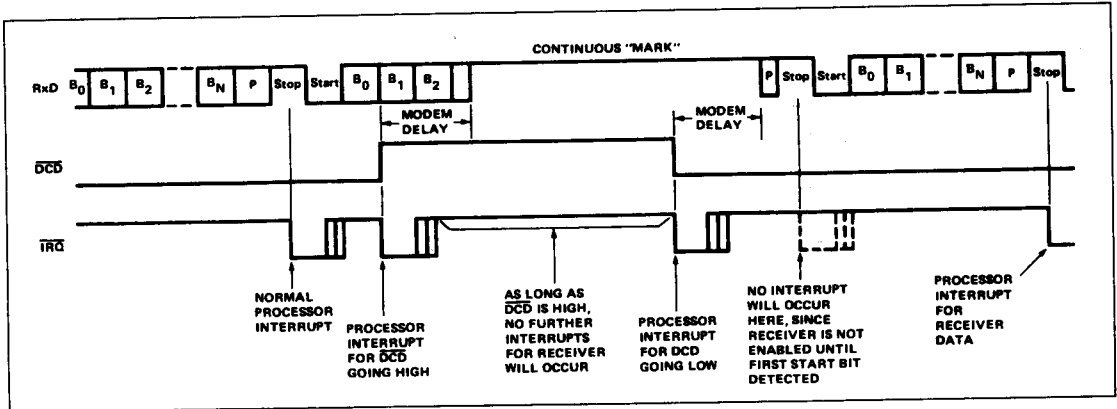 CONTINUOUS "MARK"
RxD B0 B1 B2 BN P Stop Start B0 B1 B2 P Stop Start B0 B1 BN P Stop
MODEM
DELAY
MODEM
DELAY
DCD
IRQ
NORMAL
PROCESSOR
INTERRUPT
PROCESSOR
INTERRUPT
FOR DCD
GOING HIGH
AS LONG AS
DCD IS HIGH,
NO FURTHER
INTERRUPTS
FOR RECEIVER
WILL OCCUR
PROCESSOR
INTERRUPT
FOR DCD
GOING LOW
NO INTERRUPT
WILL OCCUR
HERE, SINCE
RECEIVER IS NOT
ENABLED UNTIL
FIRST START BIT
DETECTED
PROCESSOR
INTERRUPT
FOR
RECEIVER
DATA